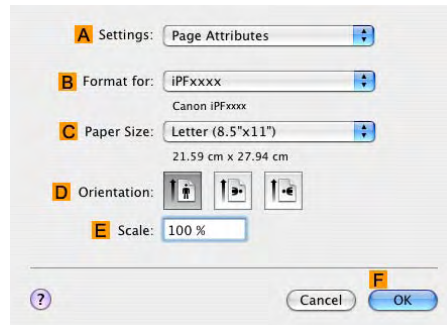 A Settings: Page Attributes
B Format for: iPFxxxx
Canon iPFxxxx
C Paper Size: Letter (8.5"x11")
21.59 cm x 27.94 cm
D Orientation:
E Scale: 100 %
F
? Cancel OK